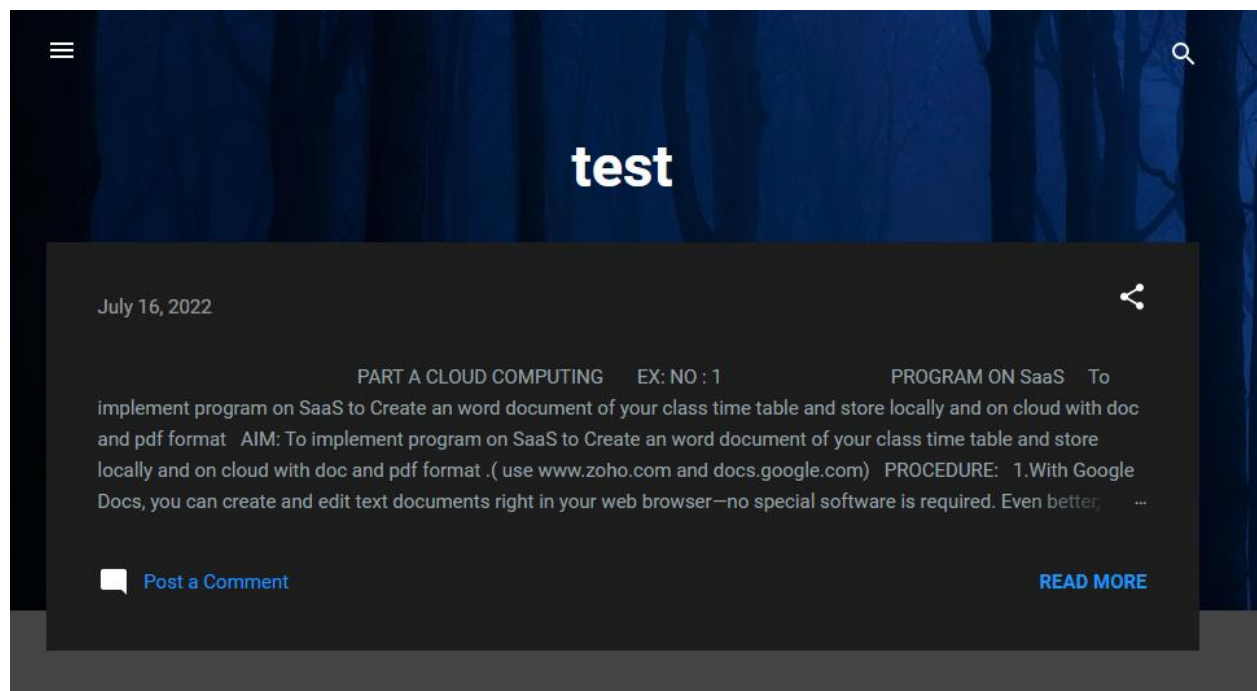 test
July 16, 2022
PART A CLOUD COMPUTING EX: NO : 1 PROGRAM ON SaaS To
implement program on SaaS to Create an word document of your class time table and store locally and on cloud with doc
and pdf format AIM: To implement program on SaaS to Create an word document of your class time table and store
locally and on cloud with doc and pdf format .( use www.zoho.com and docs.google.com) PROCEDURE: 1.With Google
Docs, you can create and edit text documents right in your web browser—no special software is required. Even better, ...
Post a Comment
READ MORE